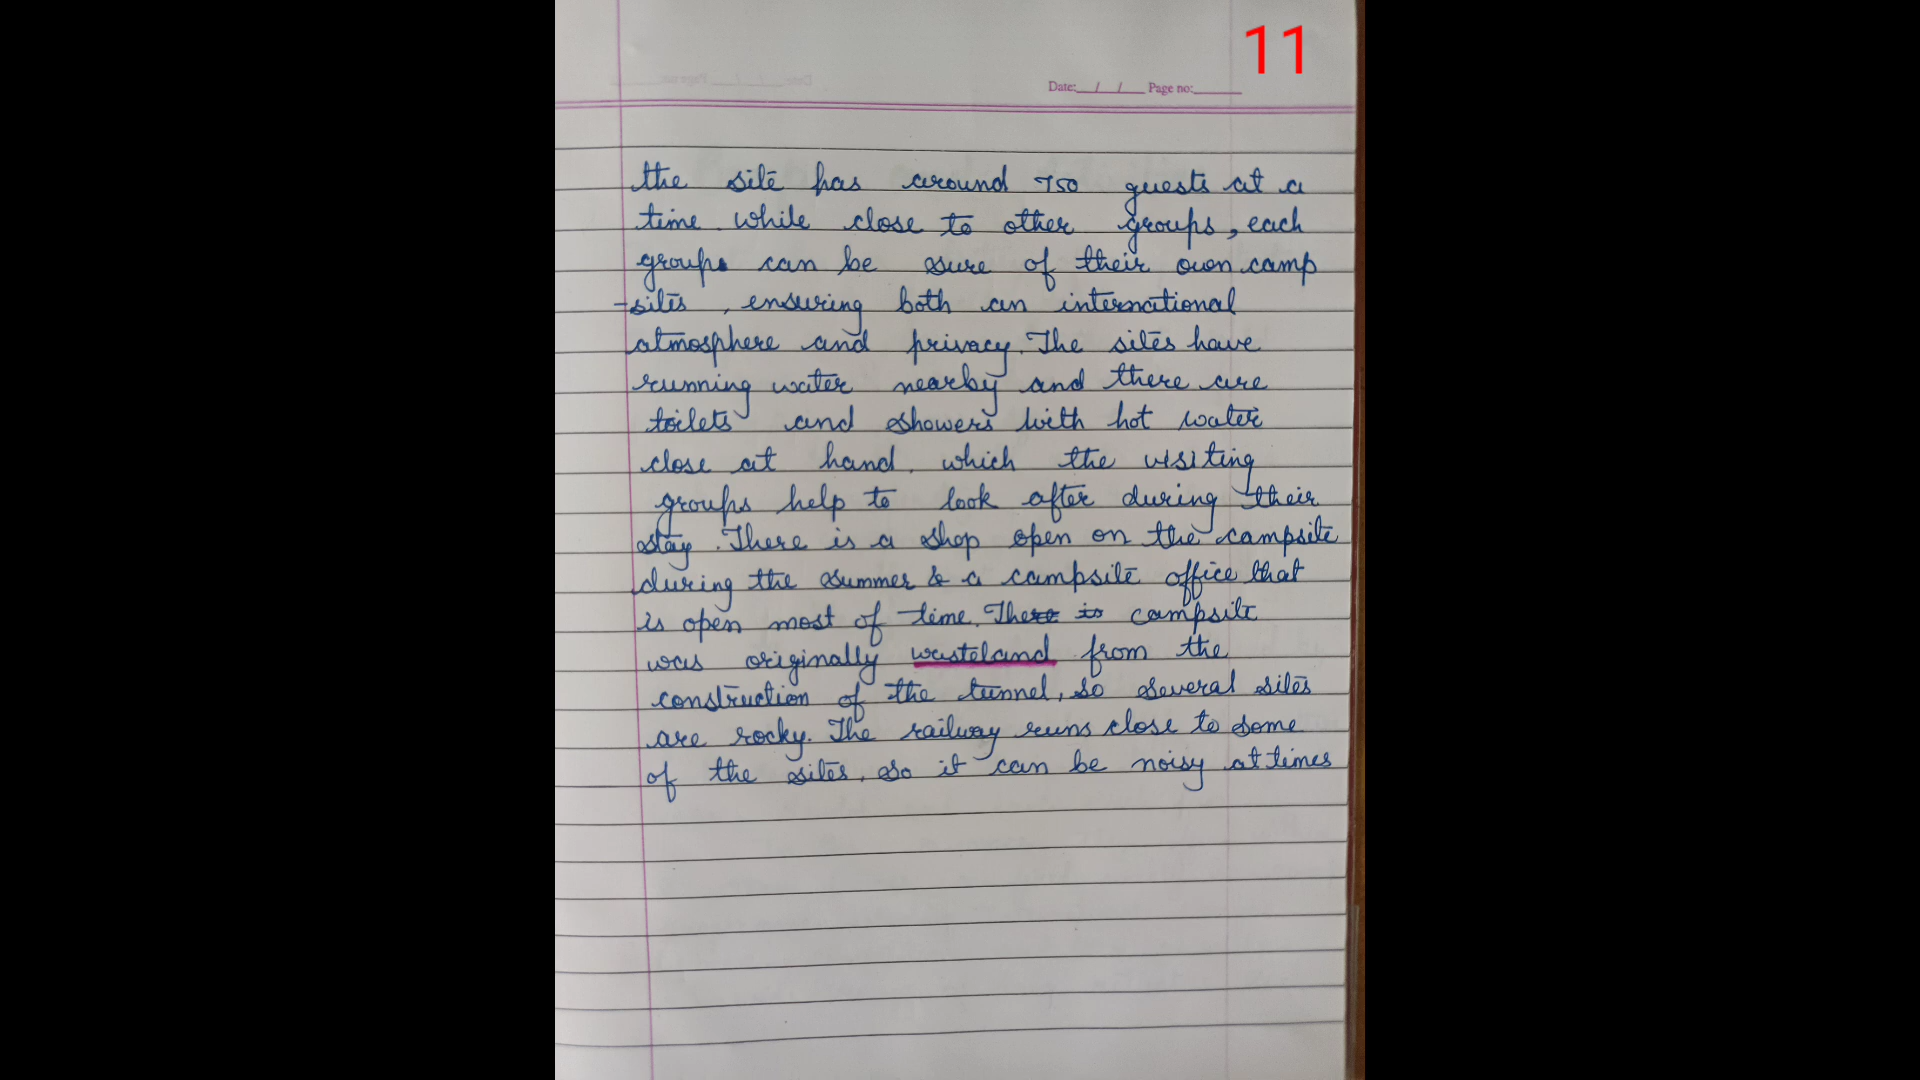 11
Date: / / Page no:
the site has around 750 guests at a
time while close to other groups, each
groups can be sure of their own camp
-sites, ensuring both an international
atmosphere and privacy. The sites have
running water nearby and there are
toilets and showers with hot water
close at hand. which the visiting
groups help to look after during their
stay. There is a shop open on the campsite
during the summer & a campsite office that
is open most of time. There is campsite
was originally wasteland from the
construction of the tunnel, so several sites
are rocky. The railway runs close to some
of the sites, so it can be noisy at times